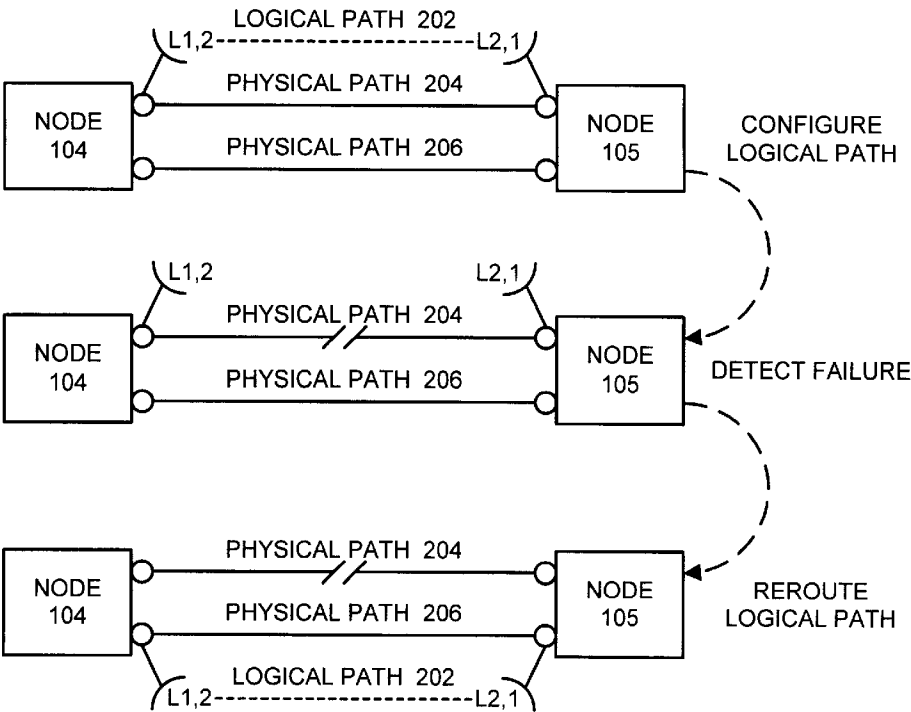 LOGICAL PATH 202
L1,2
L2,1
PHYSICAL PATH 204
NODE
104
PHYSICAL PATH 206
NODE
105
CONFIGURE
LOGICAL PATH
L1,2
L2,1
PHYSICAL PATH 204
NODE
104
PHYSICAL PATH 206
NODE
105
DETECT FAILURE
PHYSICAL PATH 204
NODE
104
PHYSICAL PATH 206
NODE
105
REROUTE
LOGICAL PATH
LOGICAL PATH 202
L1,2
L2,1